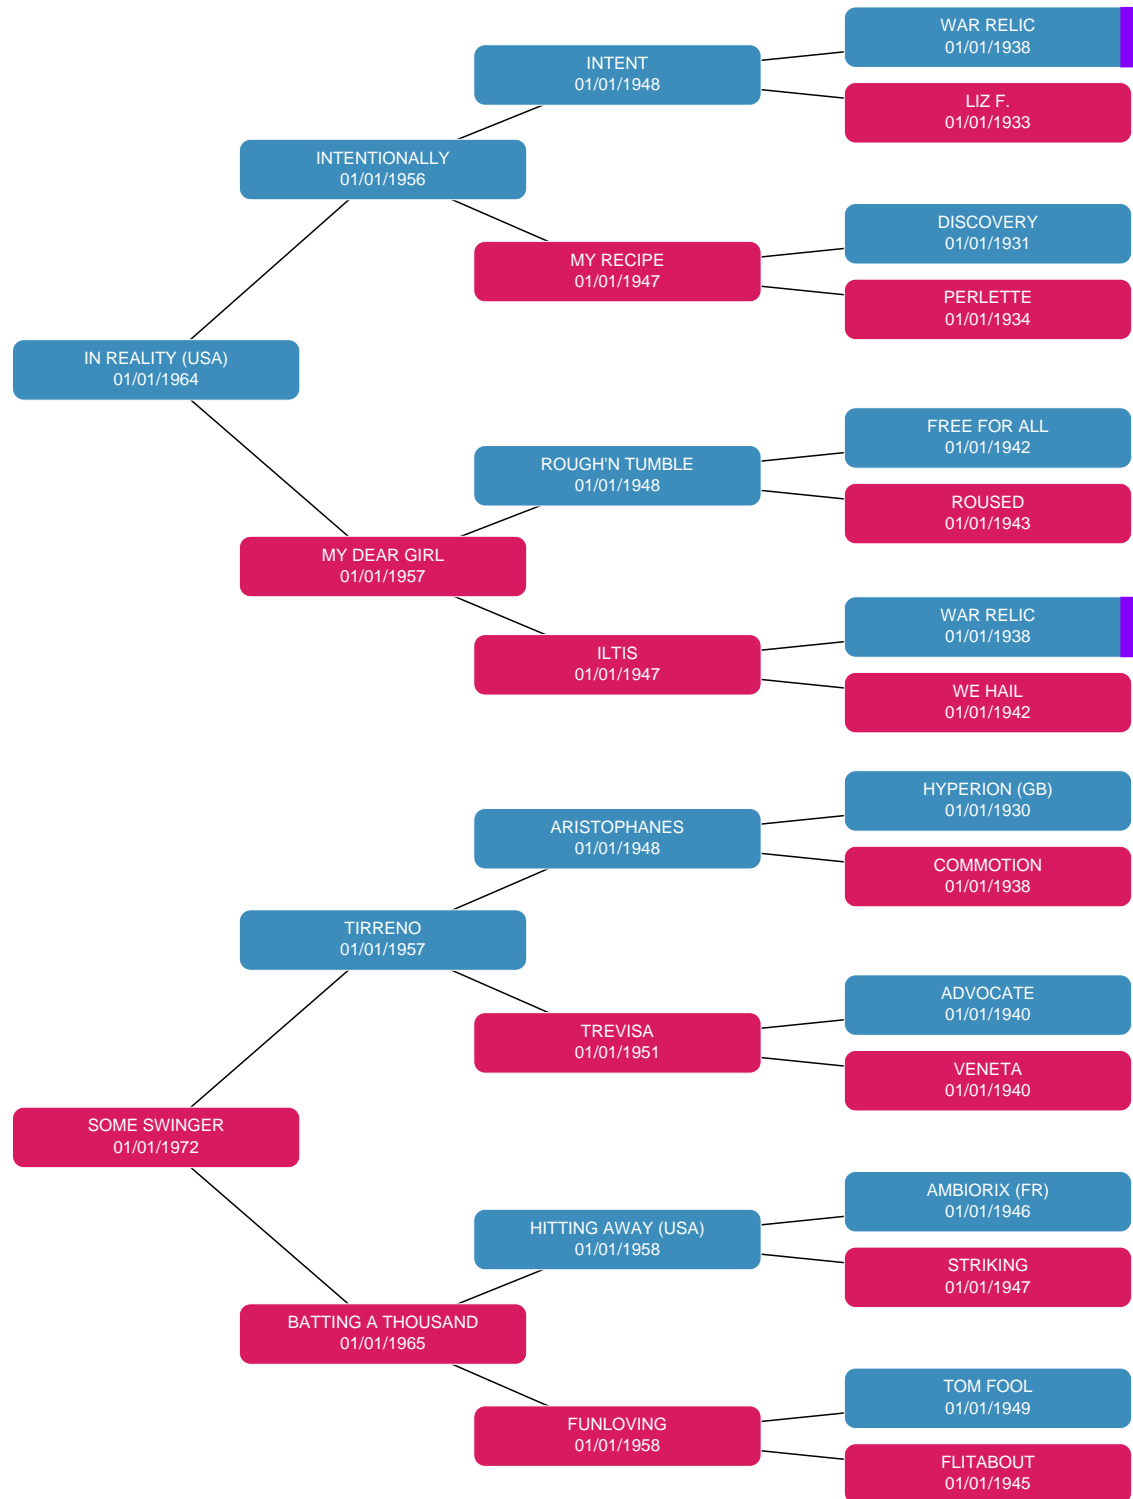 WAR RELIC
01/01/1938
INTENT
01/01/1948
LIZ F.
01/01/1933
INTENTIONALLY
01/01/1956
DISCOVERY
01/01/1931
MY RECIPE
01/01/1947
PERLETTE
01/01/1934
IN REALITY (USA)
01/01/1964
FREE FOR ALL
01/01/1942
ROUGH'N TUMBLE
01/01/1948
ROUSED
01/01/1943
MY DEAR GIRL
01/01/1957
WAR RELIC
01/01/1938
ILTIS
01/01/1947
WE HAIL
01/01/1942
HYPERION (GB)
01/01/1930
ARISTOPHANES
01/01/1948
COMMOTION
01/01/1938
TIRRENO
01/01/1957
ADVOCATE
01/01/1940
TREVISA
01/01/1951
VENETA
01/01/1940
SOME SWINGER
01/01/1972
AMBIORIX (FR)
01/01/1946
HITTING AWAY (USA)
01/01/1958
STRIKING
01/01/1947
BATTING A THOUSAND
01/01/1965
TOM FOOL
01/01/1949
FUNLOVING
01/01/1958
FLITABOUT
01/01/1945